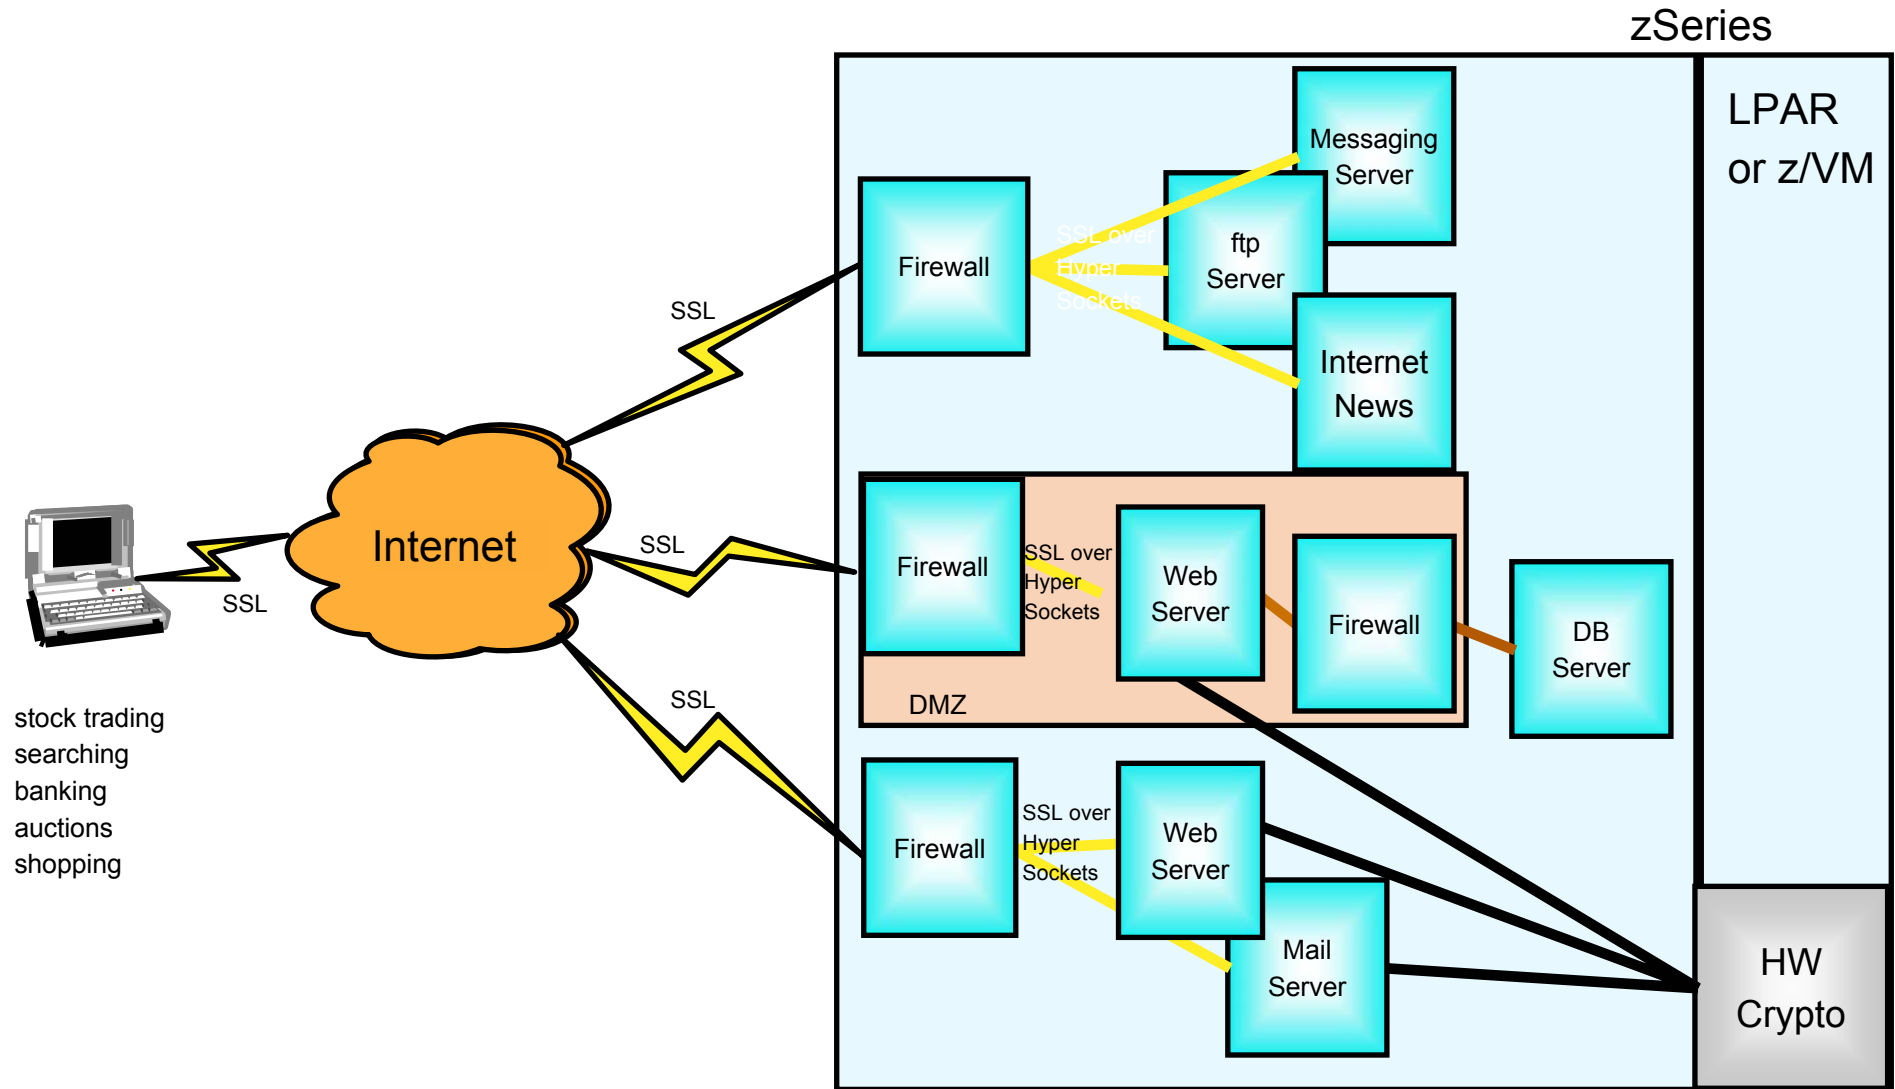 zSeries
LPAR
or z/VM
Messaging
Server
ftp
Server
Firewall
SSL over
Hyper
Sockets
Internet
News
SSL
Internet
SSL
SSL
SSL
Firewall
SSL over
Hyper
Sockets
Web
Server
Firewall
DB
Server
DMZ
stock trading
searching
banking
auctions
shopping
Firewall
SSL over
Hyper
Sockets
Web
Server
Mail
Server
HW
Crypto